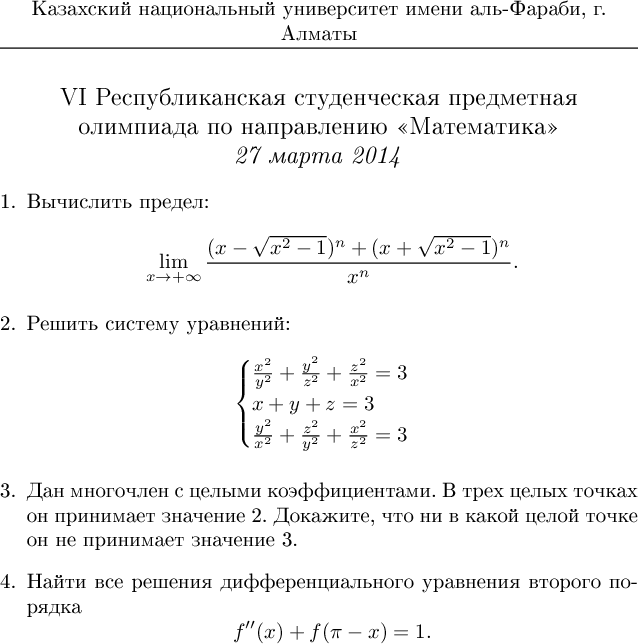 Казахский национальный университет имени аль-Фараби, г.
Алматы
VI Республиканская студенческая предметная
олимпиада по направлению «Математика»
27 марта 2014
1. Вычислить предел:
\lim_{x \to +\infty} \frac{(x - \sqrt{x^2 - 1})^n + (x + \sqrt{x^2 - 1})^n}{x^n}.
2. Решить систему уравнений:
\begin{cases} \frac{x^2}{y^2} + \frac{y^2}{z^2} + \frac{z^2}{x^2} = 3 \\
x + y + z = 3 \\
\frac{y^2}{x^2} + \frac{z^2}{y^2} + \frac{x^2}{z^2} = 3 \end{cases}
3. Дан многочлен с целыми коэффициентами. В трех целых точках
он принимает значение 2. Докажите, что ни в какой целой точке
он не принимает значение 3.
4. Найти все решения дифференциального уравнения второго по-
рядка
f''(x) + f(π − x) = 1.